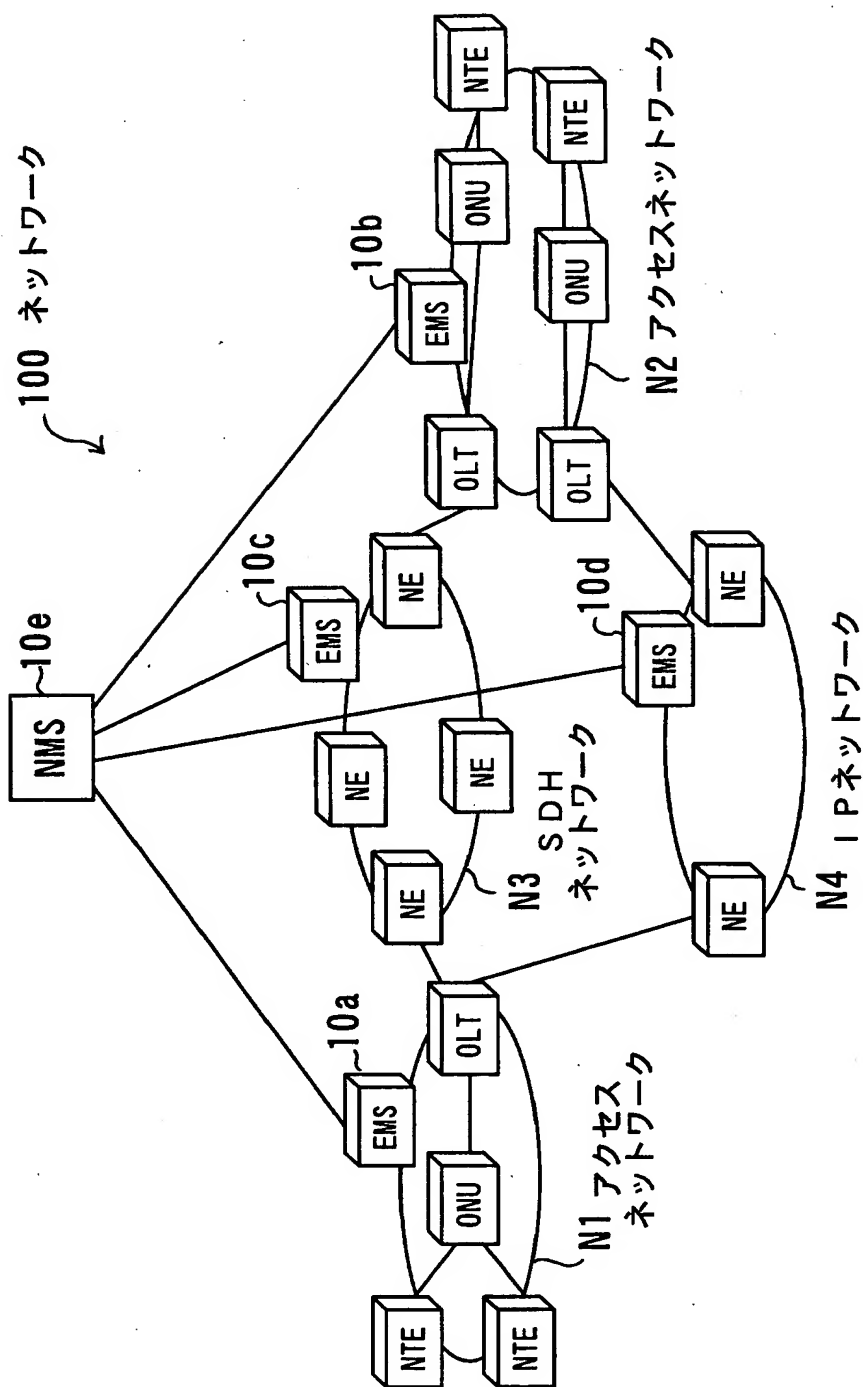 100 ネットワーク
NMS
10e
EMS
10a
EMS
10c
EMS
10b
EMS
10d
NE
NE
NE
NE
N3
SDH
ネットワーク
OLT
ONU
NTE
NTE
N1 アクセス
ネットワーク
OLT
OLT
ONU
ONU
NTE
NTE
N2 アクセスネットワーク
NE
NE
N4 IPネットワーク